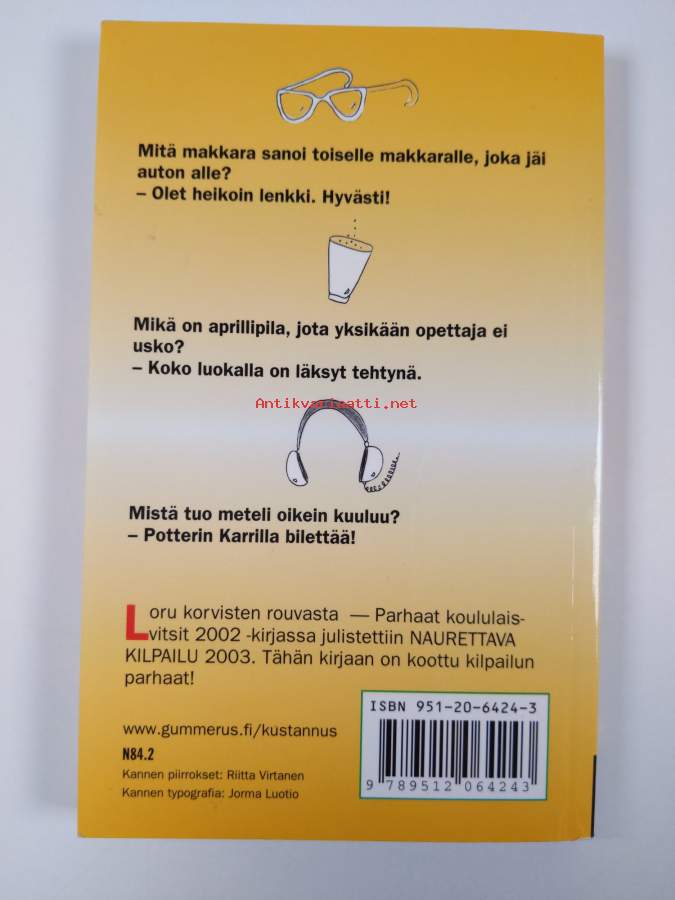 Mitä makkara sanoi toiselle makkaralle, joka jäi
auton alle?
– Olet heikoin lenkki. Hyvästi!
Mikä on aprillipila, jota yksikään opettaja ei
usko?
– Koko luokalla on läksyt tehtynä.
Antikvariaatti.net
Mistä tuo meteli oikein kuuluu?
– Potterin Karrilla bilettää!
Loru korvisten rouvasta — Parhaat koululais-
vitsit 2002 -kirjassa julistettiin NAURETTAVA
KILPAILU 2003. Tähän kirjaan on koottu kilpailun
parhaat!
ISBN 951-20-6424-3
www.gummerus.fi/kustannus
N84.2
Kannen piirrokset: Riitta Virtanen
Kannen typografia: Jorma Luotio
9 789512 064243